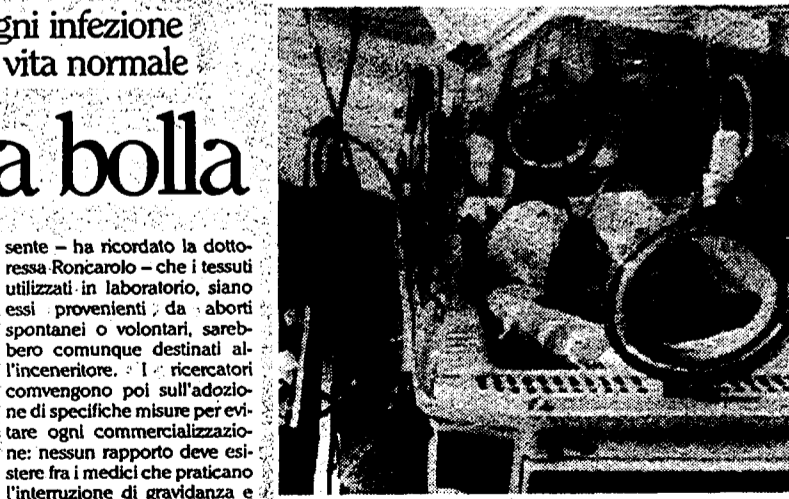 gni infezione
vita normale
a bolla
sente – ha ricordato la dotto-
ressa Roncarolo – che i tessuti
utilizzati in laboratorio, siano
essi provenienti da aborti
spontanei o volontari, sareb-
bero comunque destinati al-
l'inceneritore. I ricercatori
comvengono poi sull'adozio-
ne di specifiche misure per evi-
tare ogni commercializzazio-
ne: nessun rapporto deve esi-
stere fra i medici che praticano
l'interruzione di gravidanza e